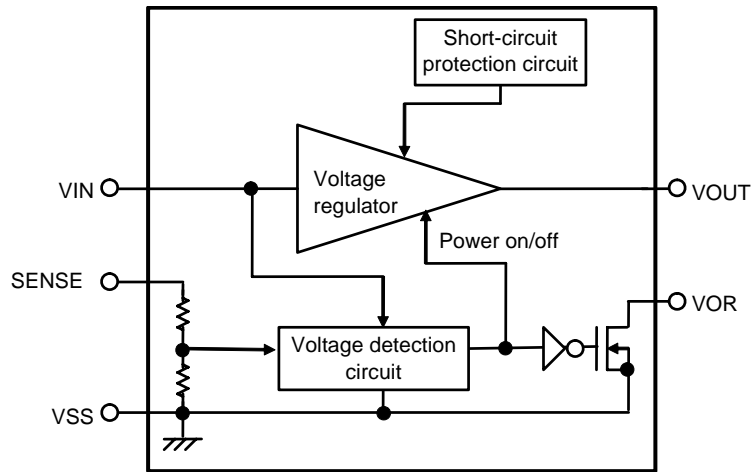 Short-circuit
protection circuit
VIN
Voltage
regulator
VOUT
Power on/off
SENSE
VOR
Voltage detection
circuit
VSS